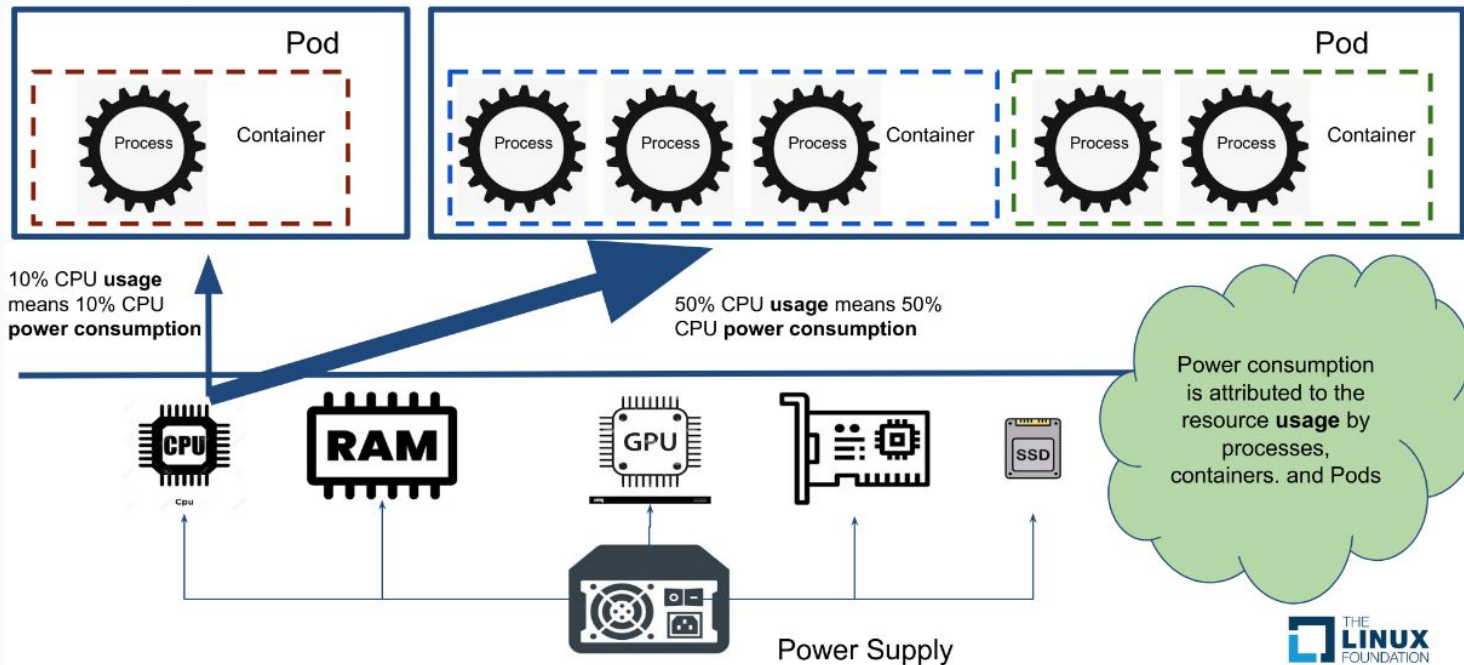 Pod
Pod
Process
Container
Process
Process
Process
Container
Process
Process
Container
10% CPU usage
means 10% CPU
power consumption
50% CPU usage means 50%
CPU power consumption
Power consumption
is attributed to the
resource usage by
processes,
containers. and Pods
CPU
Cpu
RAM
GPU
SSD
Power Supply
THE
LINUX
FOUNDATION